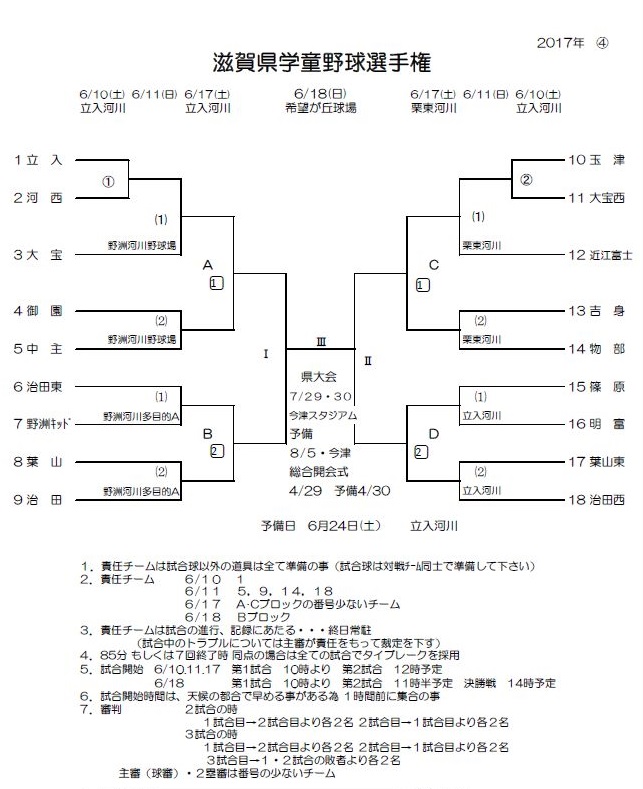 2017年 ④
滋賀県学童野球選手権
6/10(土) 6/11(日) 6/17(土) 6/18(日) 6/17(土) 6/11(日) 6/10(土)
立入河川 立入河川 希望が丘球場 栗東河川 立入河川
1 立 入 10 玉 津
① ②
2 河 西 11 大宝西
(1) (1)
野洲河川野球場 栗東河川
3 大 宝 12 近江富士
A C
1 1
4 御 園 13 吉 身
(2) (2)
野洲河川野球場 栗東河川
Ⅲ
5 中 主 14 物 部
Ⅰ Ⅱ
県大会
6 治田東 15 篠 原
7/29・30
(1) (1)
今津スタジアム
野洲河川多目的A 立入河川
7 野洲ｷｯﾄﾞ 16 明 富
予備
B D
2 2
8/5・今津
8 葉 山 17 葉山東
総合開会式
(2) (2)
4/29 予備4/30
野洲河川多目的A 立入河川
9 治 田 18 治田西
予備日 6月24日(土) 立入河川
1．責任チームは試合球以外の道具は全て準備の事（試合球は対戦ﾁｰﾑ同士で準備して下さい）
2．責任チーム 6/10 1
6/11 5．9．14．18
6/17 A･Cブロックの番号少ないチーム
6/18 Bブロック
3．責任チームは試合の進行、記録にあたる・・・終日常駐
（試合中のトラブルについては主審が責任をもって裁定を下す）
4．85分 もしくは７回終了時 同点の場合は全ての試合でタイブレークを採用
5．試合開始 6/10.11.17 第1試合 10時より 第2試合 12時予定
6/18 第1試合 10時より 第2試合 11時半予定 決勝戦 14時予定
6．試合開始時間は、天候の都合で早める事がある為 1時間前に集合の事
7．審判 2試合の時
1試合目→2試合目より各2名 2試合目→1試合目より各2名
3試合の時
1試合目→2試合目より各2名 2試合目→1試合目より各2名
3試合目→1・2試合の敗者より各2名
主審（球審）・2塁審は番号の少ないチーム